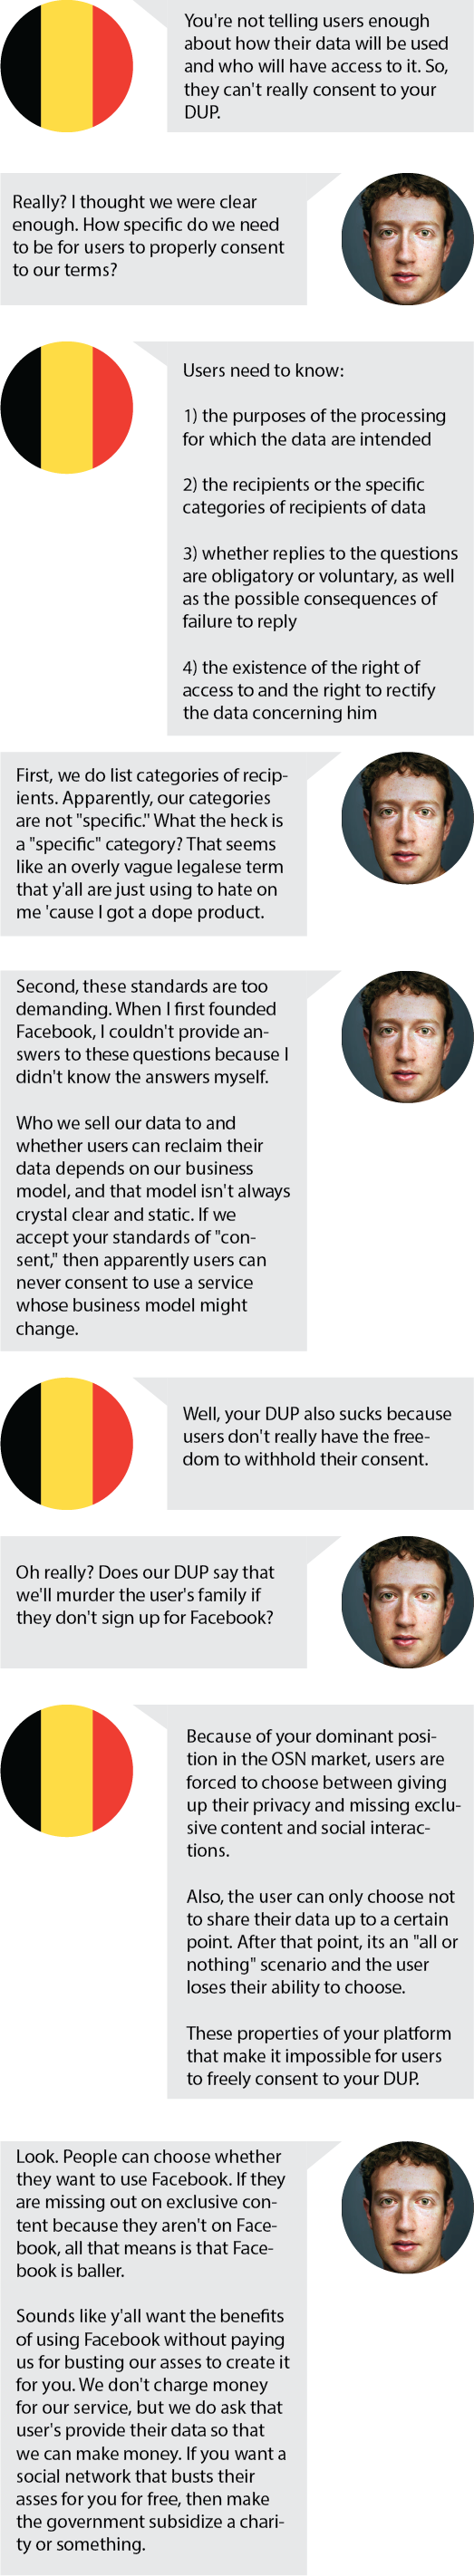 You're not telling users enough
about how their data will be used
and who will have access to it. So,
they can't really consent to your
DUP.
Really? I thought we were clear
enough. How specific do we need
to be for users to properly consent
to our terms?
Users need to know:
1) the purposes of the processing
for which the data are intended
2) the recipients or the specific
categories of recipients of data
3) whether replies to the questions
are obligatory or voluntary, as well
as the possible consequences of
failure to reply
4) the existence of the right of
access to and the right to rectify
the data concerning him
First, we do list categories of recip-
ients. Apparently, our categories
are not "specific." What the heck is
a "specific" category? That seems
like an overly vague legalese term
that y'all are just using to hate on
me 'cause I got a dope product.
Second, these standards are too
demanding. When I first founded
Facebook, I couldn't provide an-
swers to these questions because I
didn't know the answers myself.
Who we sell our data to and
whether users can reclaim their
data depends on our business
model, and that model isn't always
crystal clear and static. If we
accept your standards of "con-
sent," then apparently users can
never consent to use a service
whose business model might
change.
Well, your DUP also sucks because
users don't really have the free-
dom to withhold their consent.
Oh really? Does our DUP say that
we'll murder the user's family if
they don't sign up for Facebook?
Because of your dominant posi-
tion in the OSN market, users are
forced to choose between giving
up their privacy and missing exclu-
sive content and social interac-
tions.
Also, the user can only choose not
to share their data up to a certain
point. After that point, its an "all or
nothing" scenario and the user
loses their ability to choose.
These properties of your platform
that make it impossible for users
to freely consent to your DUP.
Look. People can choose whether
they want to use Facebook. If they
are missing out on exclusive con-
tent because they aren't on Face-
book, all that means is that Face-
book is baller.
Sounds like y'all want the benefits
of using Facebook without paying
us for busting our asses to create it
for you. We don't charge money
for our service, but we do ask that
user's provide their data so that
we can make money. If you want a
social network that busts their
asses for you for free, then make
the government subsidize a chari-
ty or something.